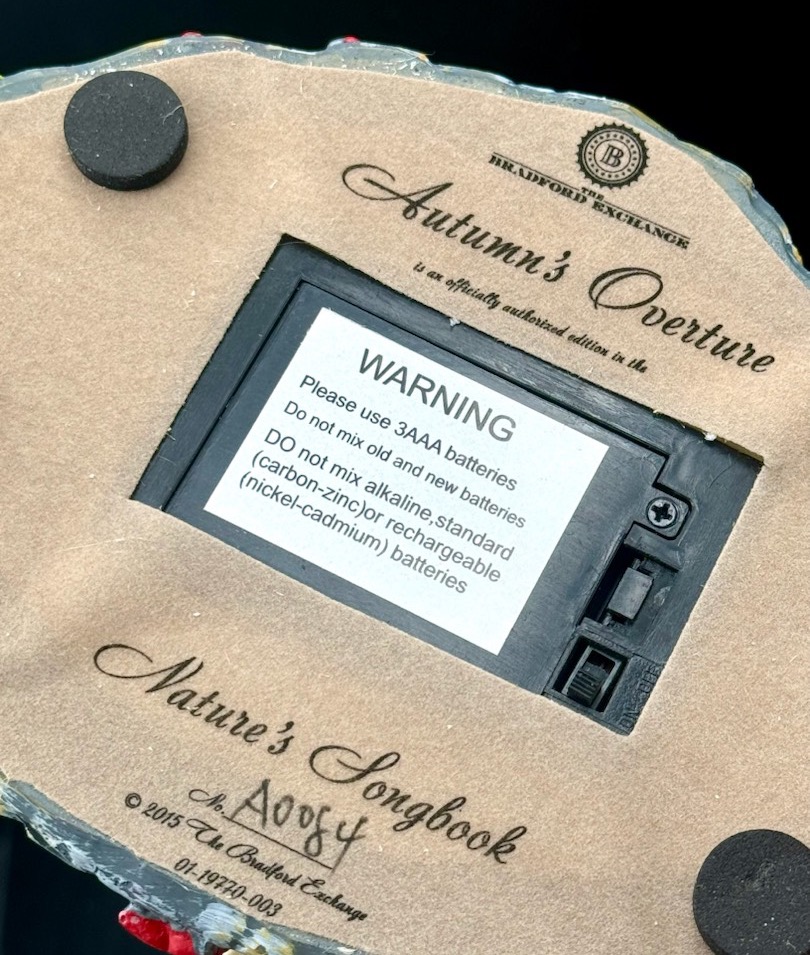 B
THE
BRADFORD EXCHANGE
Autumn's Overture
is an officially authorized edition in the
WARNING
Please use 3AAA batteries
Do not mix old and new batteries
DO not mix alkaline,standard
(carbon-zinc)or rechargeable
(nickel-cadmium) batteries
ON OFF
Nature's Songbook
No. A0084
© 2015 The Bradford Exchange
01-19770-003